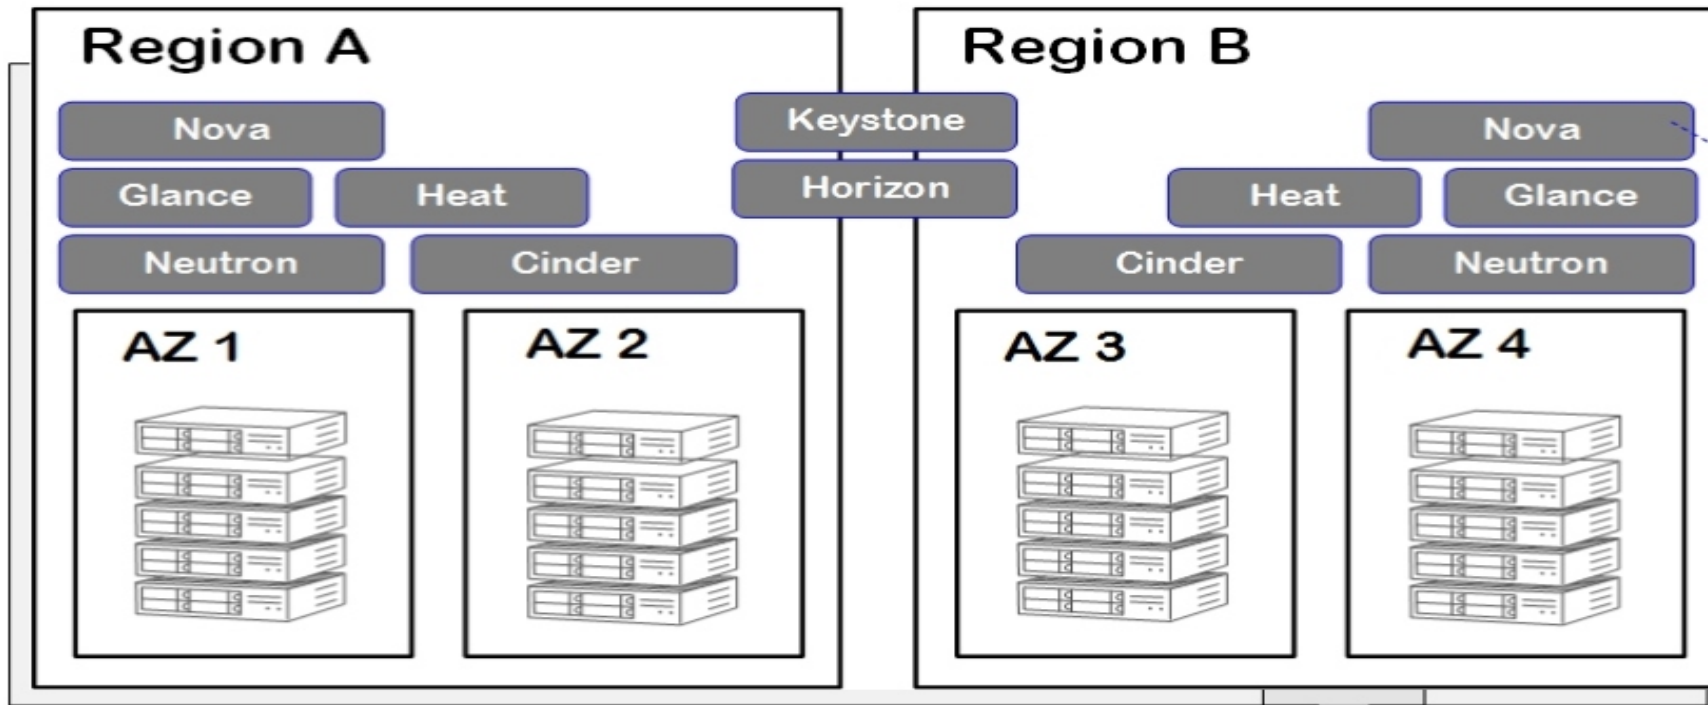 Region A
Region B
Keystone
Horizon
Nova
Glance
Heat
Neutron
Cinder
Nova
Heat
Glance
Cinder
Neutron
AZ 1
AZ 2
AZ 3
AZ 4